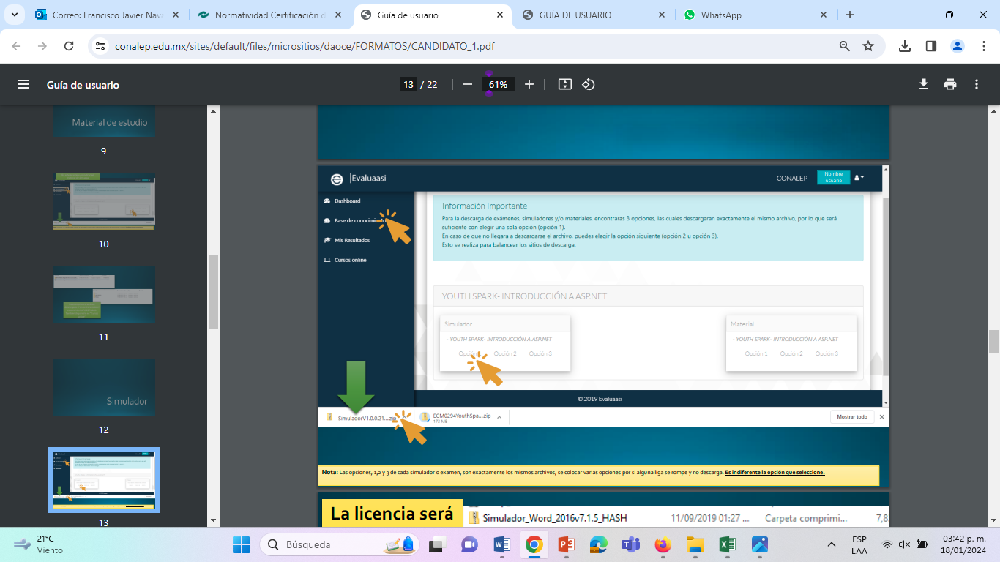 Correo: Francisco Javier Nava
Normatividad Certificación d
Guía de usuario
GUÍA DE USUARIO
WhatsApp
conalep.edu.mx/sites/default/files/micrositios/daoce/FORMATOS/CANDIDATO_1.pdf
Guía de usuario
13 / 22
61%
Material de estudio
9
10
11
Simulador
12
13
|Evaluaasi
CONALEP
Nombre
usuario
Dashboard
Base de conocimiento
Mis Resultados
Cursos online
Información Importante
Para la descarga de exámenes, simuladores y/o materiales, encontraras 3 opciones, las cuales descargaran exactamente el mismo archivo, por lo que será
suficiente con elegir una sola opción (opción 1).
En caso de que no llegara a descargarse el archivo, puedes elegir la opción siguiente (opción 2 u opción 3).
Esto se realiza para balancear los sitios de descarga.
YOUTH SPARK- INTRODUCCIÓN A ASP.NET
Simulador
- YOUTH SPARK- INTRODUCCIÓN A ASP.NET
Opción Opción 2 Opción 3
Material
- YOUTH SPARK- INTRODUCCIÓN A ASP.NET
Opción 1 Opción 2 Opción 3
© 2019 Evaluaasi
SimuladorV1.0.0.21....zip
ECM0294YouthSpa...zip
173 MB
Mostrar todo
Nota: Las opciones, 1,2 y 3 de cada simulador o examen, son exactamente los mismos archivos, se colocar varias opciones por si alguna liga se rompe y no descarga. Es indiferente la opción que seleccione.
La licencia será
Simulador_Word_2016v7.1.5_HASH
11/09/2019 01:27 ...
Carpeta comprimi...
7,8
21°C
Viento
Búsqueda
ESP
LAA
03:42 p. m.
18/01/2024